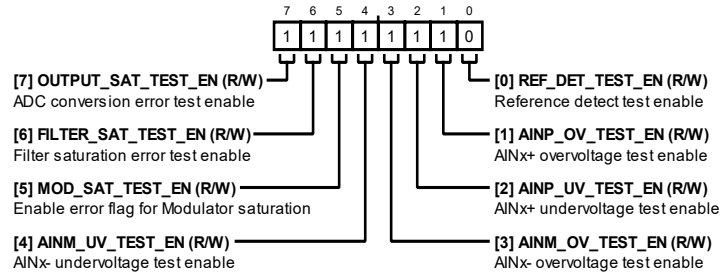 7 6 5 4 3 2 1 0
1 1 1 1 1 1 1 0
[7] OUTPUT_SAT_TEST_EN (R/W)
ADC conversion error test enable
[6] FILTER_SAT_TEST_EN (R/W)
Filter saturation error test enable
[5] MOD_SAT_TEST_EN (R/W)
Enable error flag for Modulator saturation
[4] AINM_UV_TEST_EN (R/W)
AINx- undervoltage test enable
[0] REF_DET_TEST_EN (R/W)
Reference detect test enable
[1] AINP_OV_TEST_EN (R/W)
AINx+ overvoltage test enable
[2] AINP_UV_TEST_EN (R/W)
AINx+ undervoltage test enable
[3] AINM_OV_TEST_EN (R/W)
AINx- overvoltage test enable